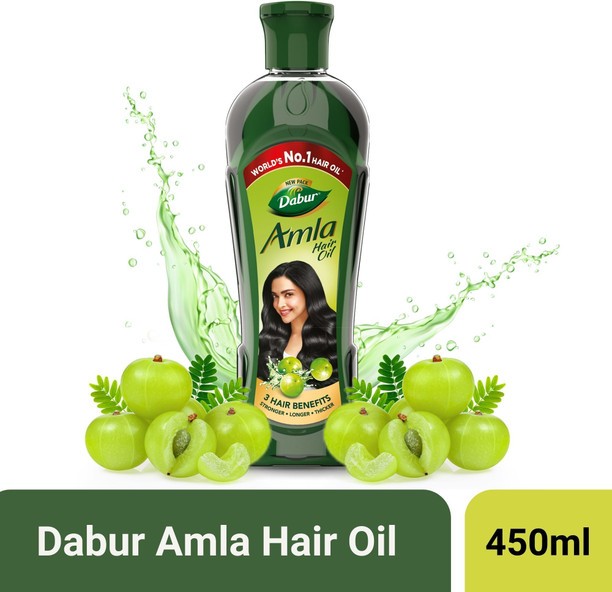 WORLD'S No.1 HAIR OIL*
NEW PACK
Dabur
Amla
Hair
Oil
3 HAIR BENEFITS
STRONGER • LONGER • THICKER
Dabur Amla Hair Oil
450ml